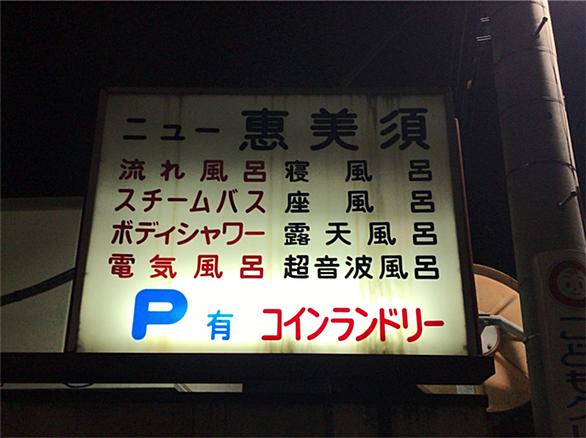 ニュー 恵美須
流れ風呂 寝風呂
スチームバス 座風呂
ボディシャワー 露天風呂
電気風呂 超音波風呂
P 有 コインランドリー
こども